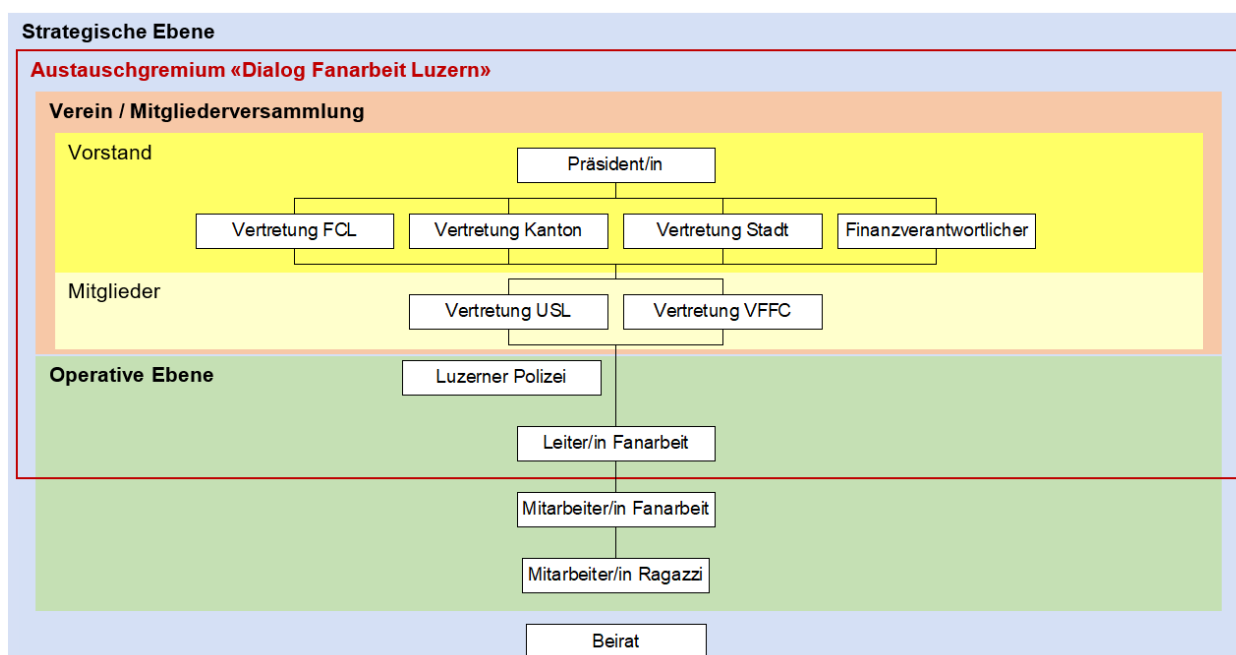 Strategische Ebene
Austauschgremium «Dialog Fanarbeit Luzern»
Verein / Mitgliederversammlung
Vorstand
Präsident/in
Vertretung FCL
Vertretung Kanton
Vertretung Stadt
Finanzverantwortlicher
Mitglieder
Vertretung USL
Vertretung VFFC
Operative Ebene
Luzerner Polizei
Leiter/in Fanarbeit
Mitarbeiter/in Fanarbeit
Mitarbeiter/in Ragazzi
Beirat